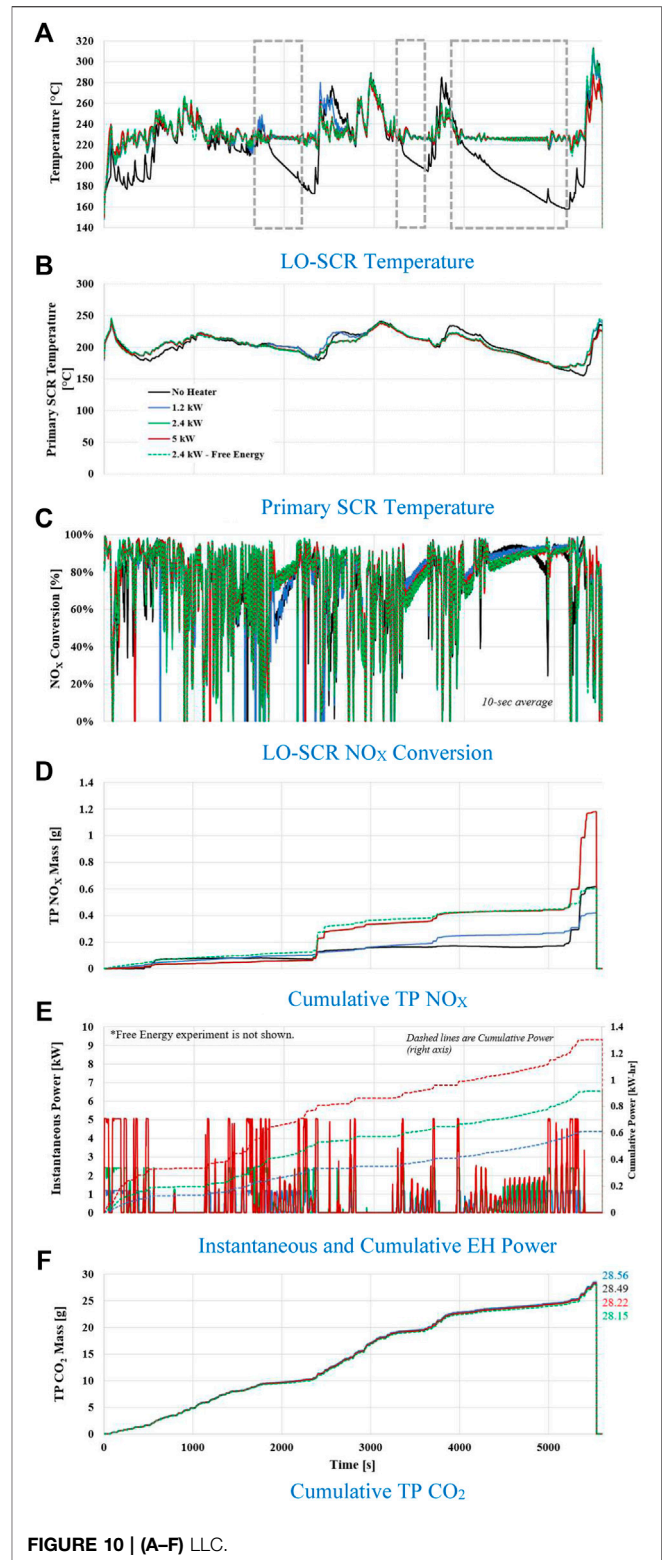 A
320
300
280
260
240
220
200
180
160
140
Temperature [°C]
LO-SCR Temperature
B
300
250
200
150
100
50
0
Primary SCR Temperature
[°C]
No Heater
1.2 kW
2.4 kW
5 kW
2.4 kW - Free Energy
Primary SCR Temperature
C
100%
80%
60%
40%
20%
0%
NOX Conversion [%]
10-sec average
LO-SCR NOX Conversion
D
1.4
1.2
1
0.8
0.6
0.4
0.2
0
TP NOX Mass [g]
Cumulative TP NOX
E
10
9
8
7
6
5
4
3
2
1
0
Instantaneous Power [kW]
*Free Energy experiment is not shown.
Dashed lines are Cumulative Power
(right axis)
1.4
1.2
1
0.8
0.6
0.4
0.2
0
Cumulative Power [kW-hr]
Instantaneous and Cumulative EH Power
F
30
25
20
15
10
5
0
TP CO2 Mass [g]
28.56
28.49
28.22
28.15
0 1000 2000 3000 4000 5000
Time [s]
Cumulative TP CO2
FIGURE 10 | (A–F) LLC.